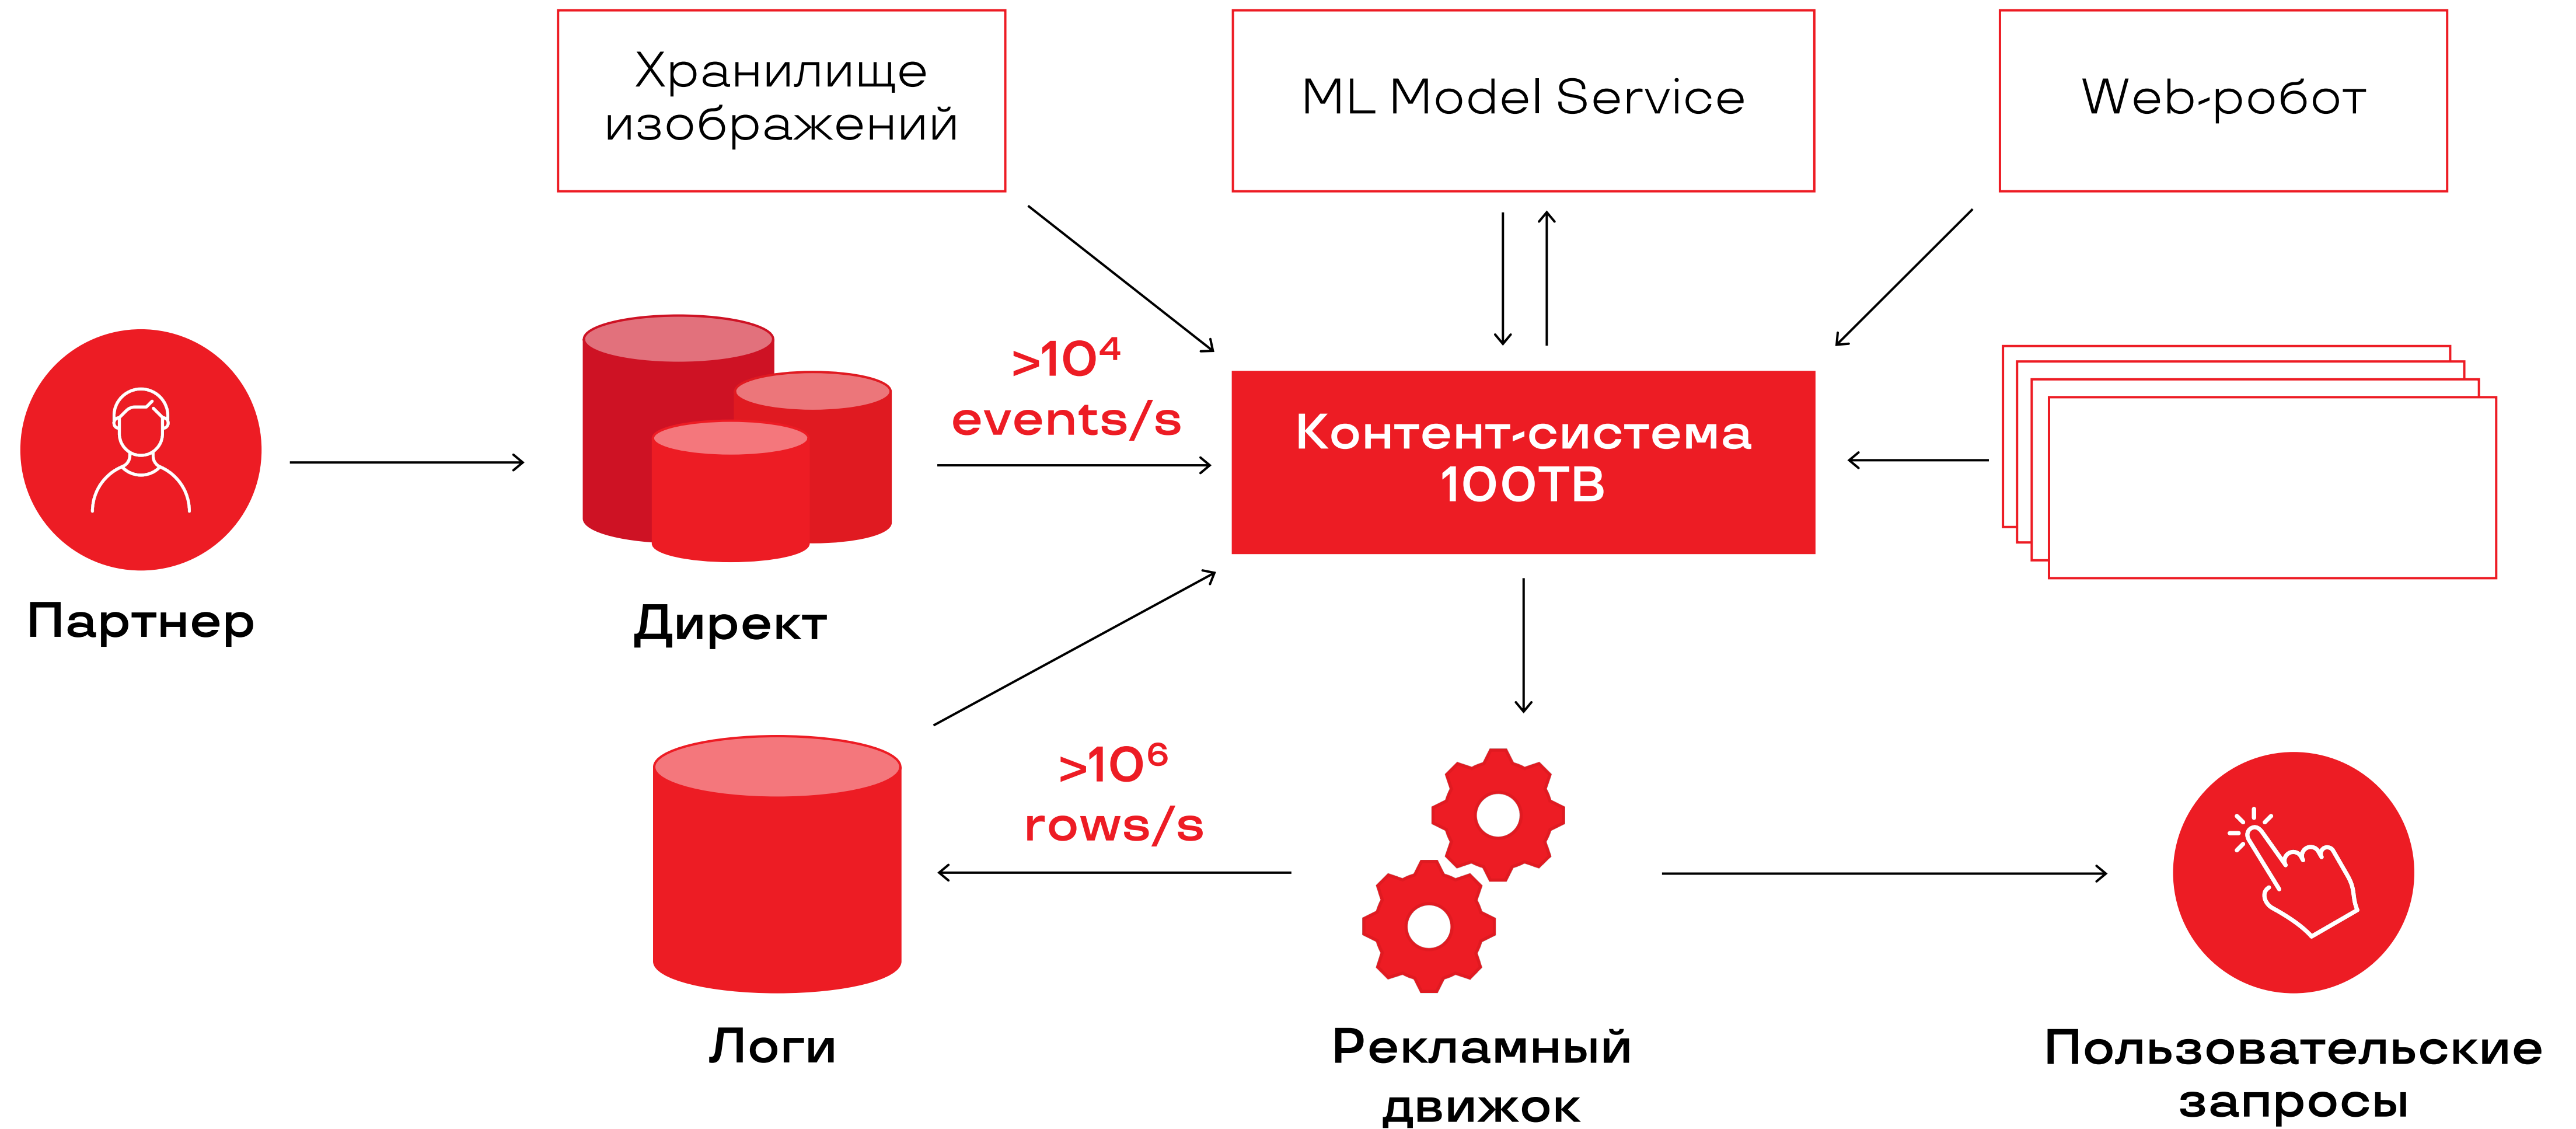 Хранилище
изображений
ML Model Service
Web-робот
>10⁴
events/s
Контент-система
100ТВ
Партнер
Директ
>10⁶
rows/s
Логи
Рекламный
движок
Пользовательские
запросы